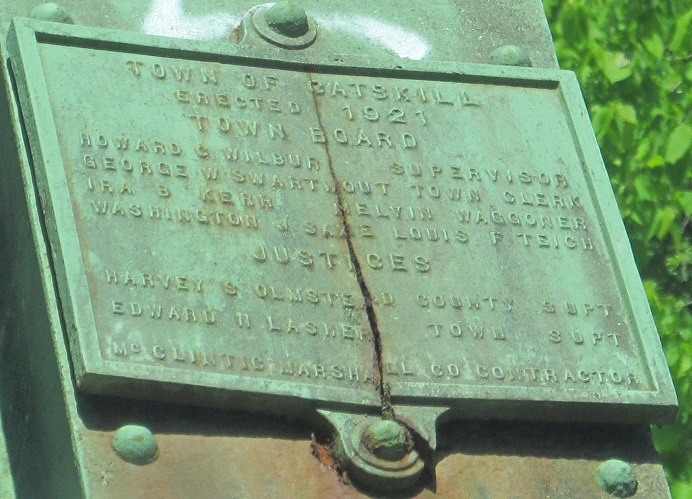 TOWN OF CATSKILL
ERECTED 1921
TOWN BOARD
HOWARD C WILBUR SUPERVISOR
GEORGE W SWARTWOUT TOWN CLERK
IRA B KERR MELVIN WAGGONER
WASHINGTON J SAXE LOUIS F TEICH
JUSTICES
HARVEY S OLMSTEAD COUNTY SUPT
EDWARD H LASHER TOWN SUPT
MCCLINTIC-MARSHALL CO CONTRACTOR